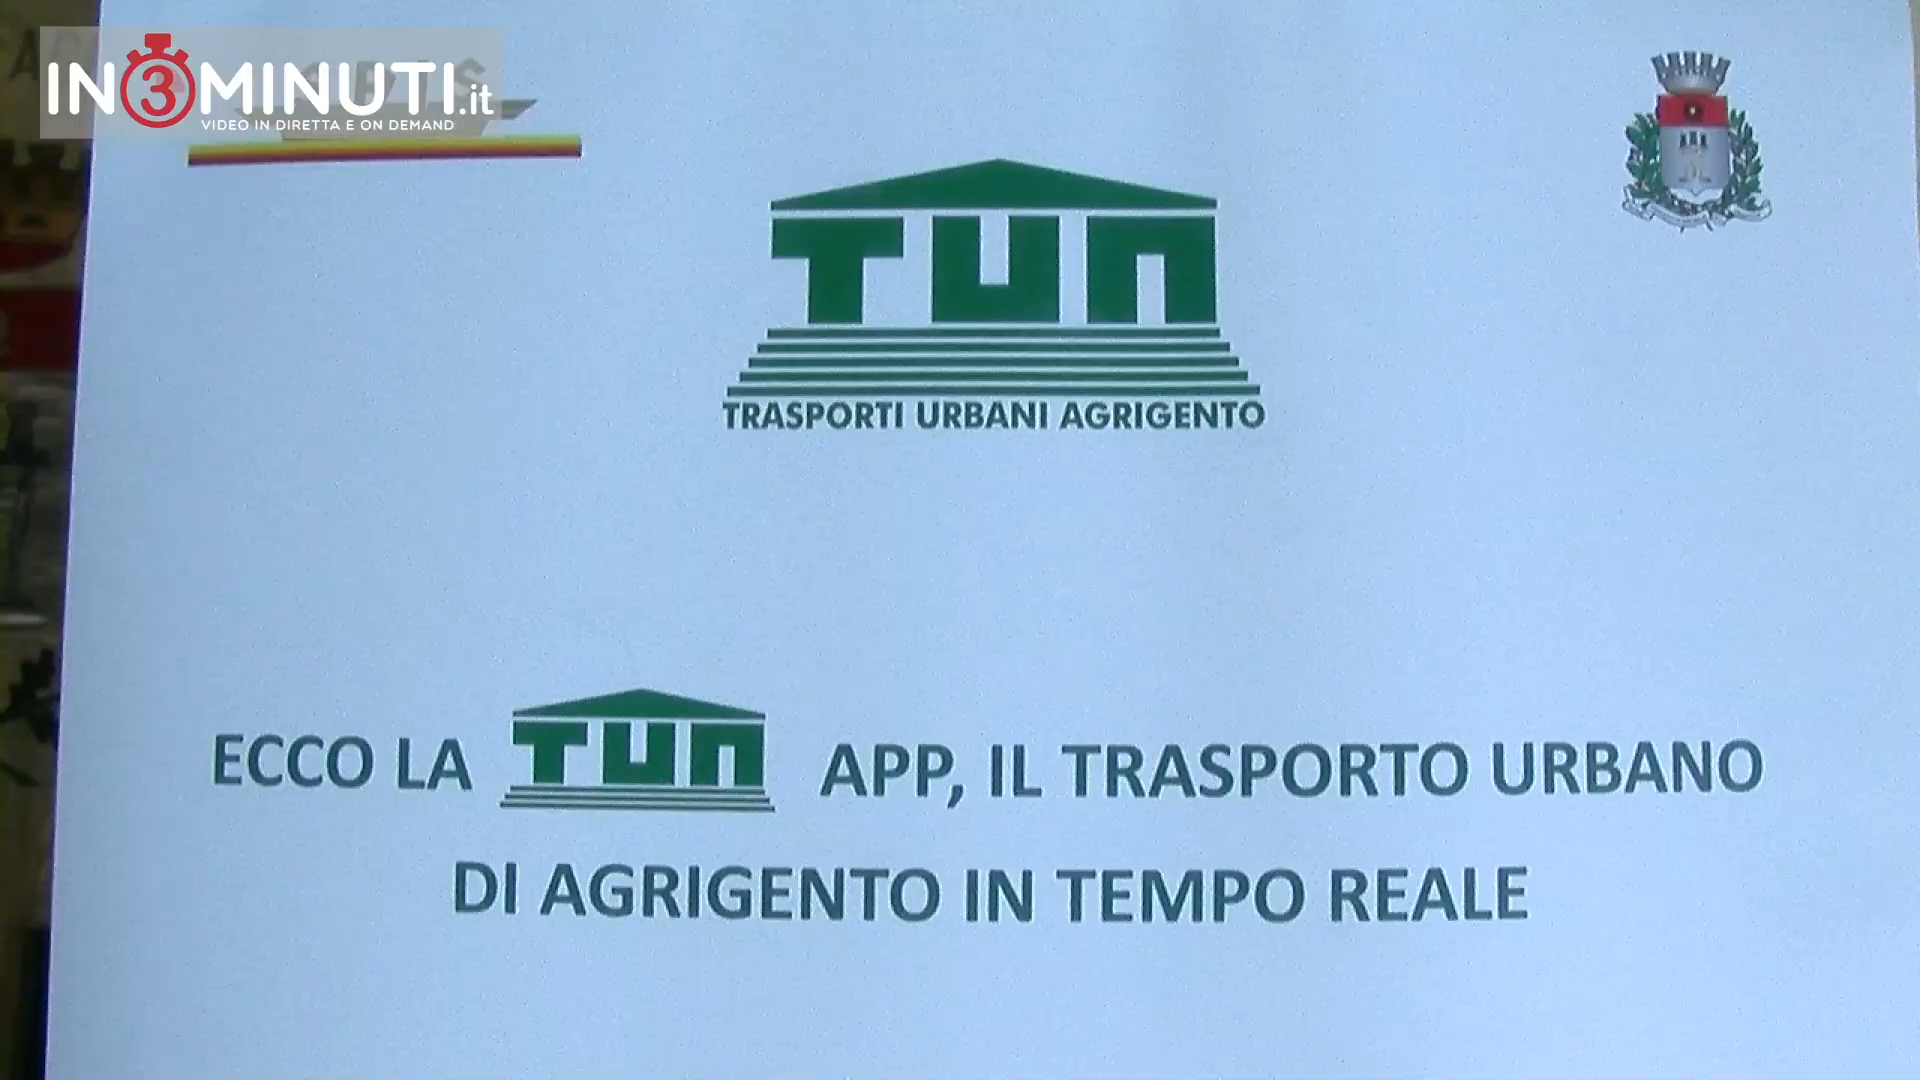 IN3MINUTI.it
VIDEO IN DIRETTA E ON DEMAND
TUA
TRASPORTI URBANI AGRIGENTO
ECCO LA TUA APP, IL TRASPORTO URBANO
DI AGRIGENTO IN TEMPO REALE